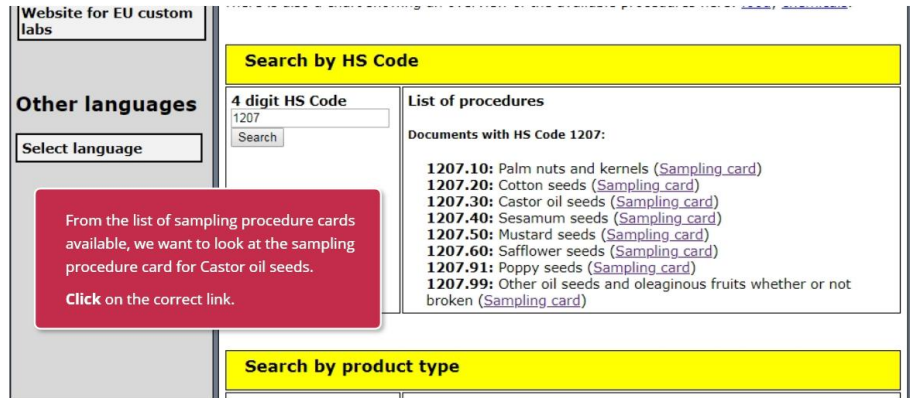 Website for EU custom
labs
Other languages
Select language
Search by HS Code
4 digit HS Code
1207
Search
List of procedures
Documents with HS Code 1207:
1207.10: Palm nuts and kernels (Sampling card)
1207.20: Cotton seeds (Sampling card)
1207.30: Castor oil seeds (Sampling card)
1207.40: Sesamum seeds (Sampling card)
1207.50: Mustard seeds (Sampling card)
1207.60: Safflower seeds (Sampling card)
1207.91: Poppy seeds (Sampling card)
1207.99: Other oil seeds and oleaginous fruits whether or not
broken (Sampling card)
From the list of sampling procedure cards
available, we want to look at the sampling
procedure card for Castor oil seeds.
Click on the correct link.
Search by product type